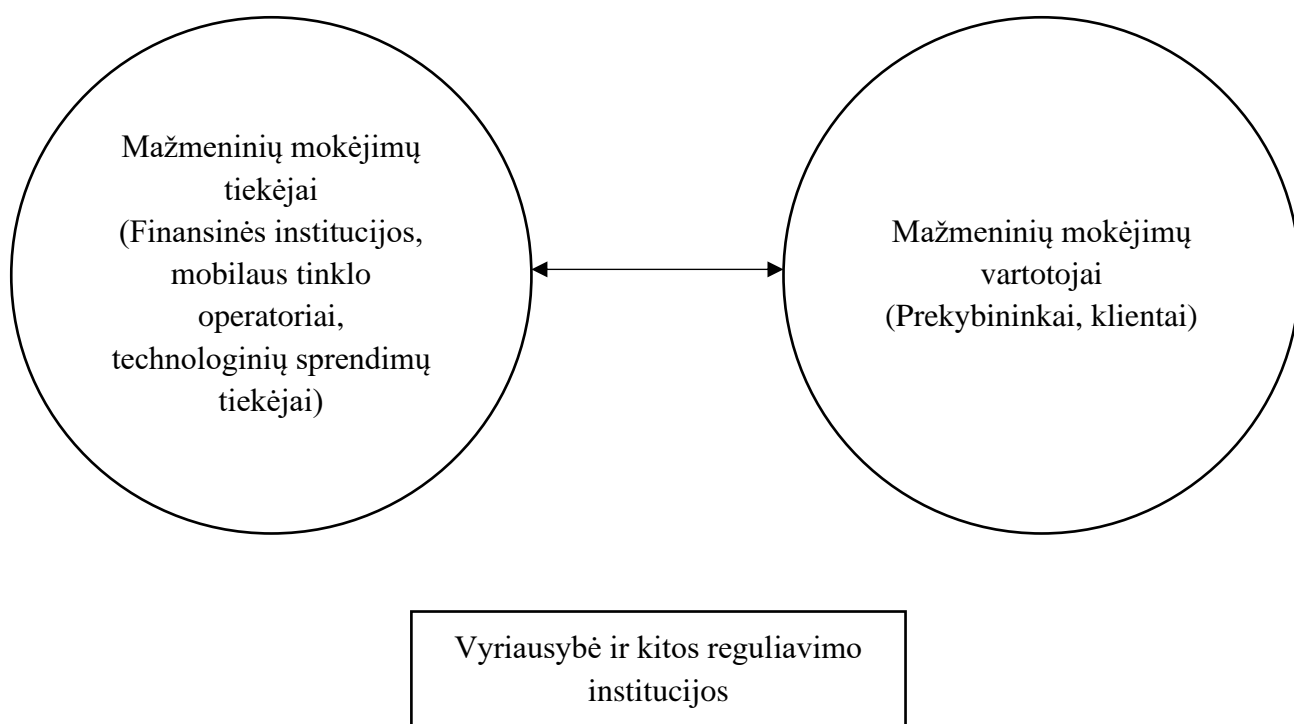 Mažmeninių mokėjimų
tiekėjai
(Finansinės institucijos,
mobilaus tinklo
operatoriai,
technologinių sprendimų
tiekėjai)
Mažmeninių mokėjimų
vartotojai
(Prekybininkai, klientai)
Vyriausybė ir kitos reguliavimo
institucijos